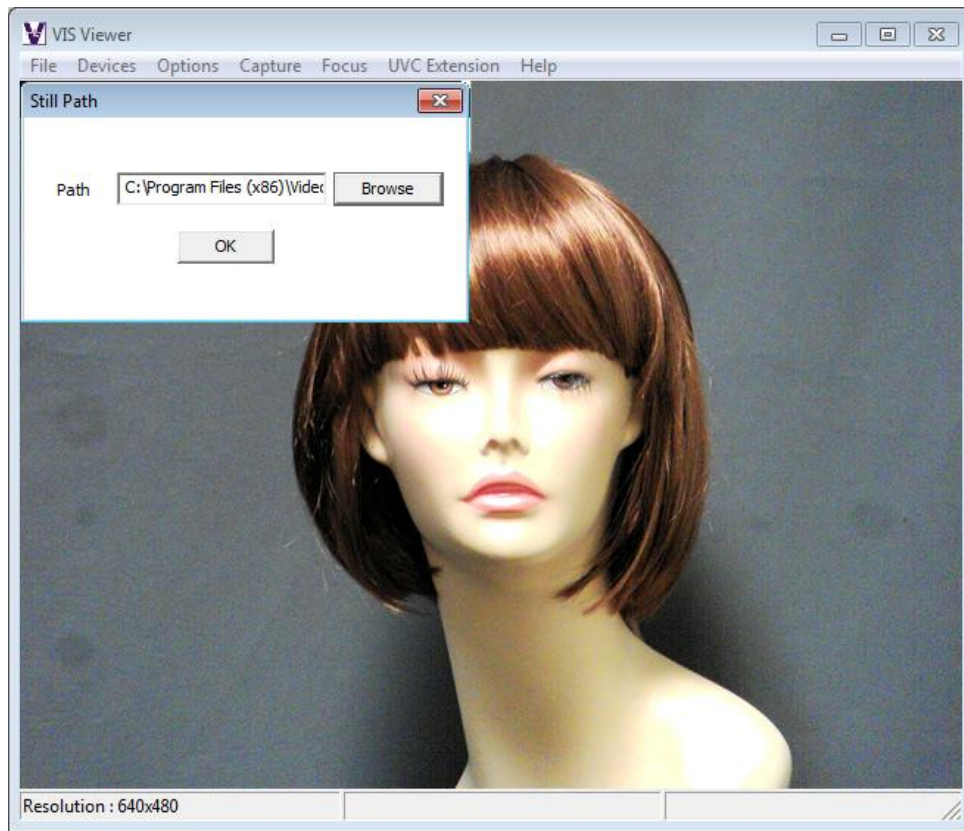 VIS Viewer
File Devices Options Capture Focus UVC Extension Help
Still Path
Path C:\Program Files (x86)\Videc Browse
OK
Resolution : 640x480